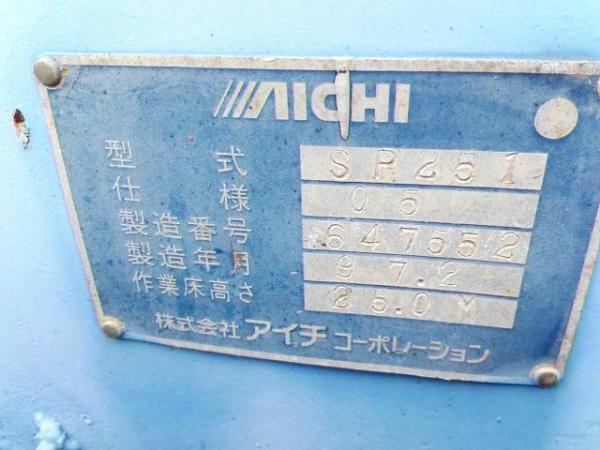 AICHI
型式 SP251
仕様 05
製造番号 647552
製造年月 97.2
作業床高さ 25.0M
株式会社 アイチ コーポレーション